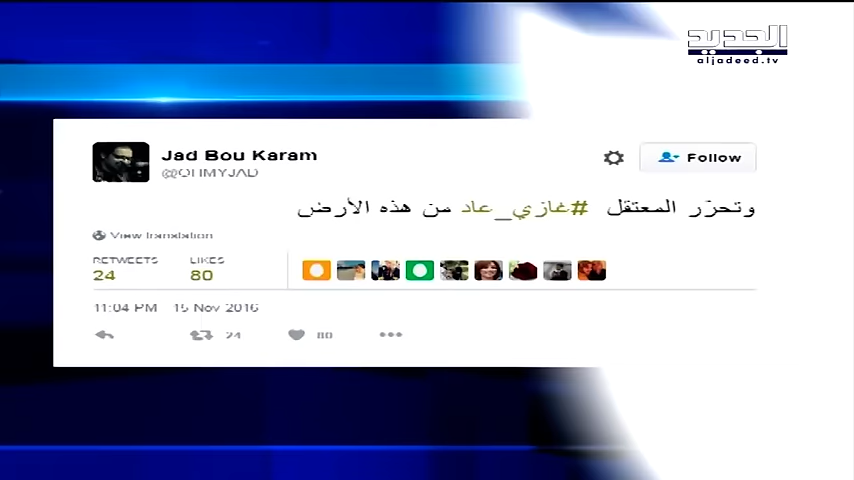 الجديد
aljadeed.tv
Jad Bou Karam
@OHMYJAD
Follow
وتحرّر المعتقل #غازي_عاد من هذه الأرض
View translation
RETWEETS LIKES
24 80
11:04 PM 15 Nov 2016
24 80